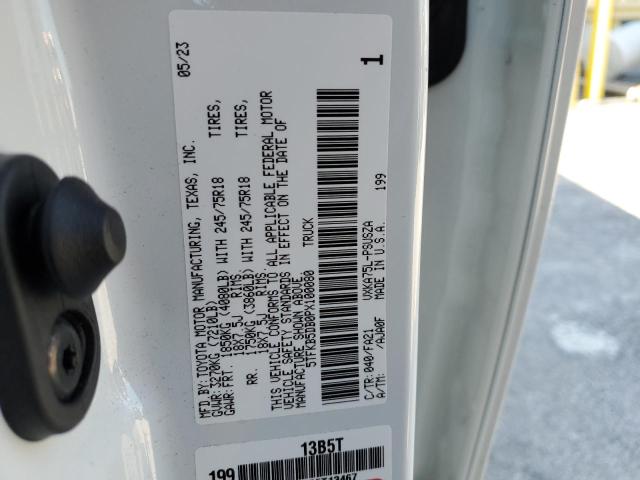 MFD BY: TOYOTA MOTOR MANUFACTURING, TEXAS, INC. 05/23
GVWR: 3270KG (7210LB)
GAWR: FRT. 1850KG (4080LB) WITH 245/75R18 TIRES,
18X7.5J RIMS,
RR. 1750KG (3860LB) WITH 245/75R18 TIRES,
18X7.5J RIMS,
THIS VEHICLE CONFORMS TO ALL APPLICABLE FEDERAL MOTOR
VEHICLE SAFETY STANDARDS IN EFFECT ON THE DATE OF
MANUFACTURE SHOWN ABOVE.
TRUCK
1
C/TR: 040/FA21 VXKA75L-PSUSZA
A/TM: /AJA0F MADE IN U.S.A. 199
199 13B5T